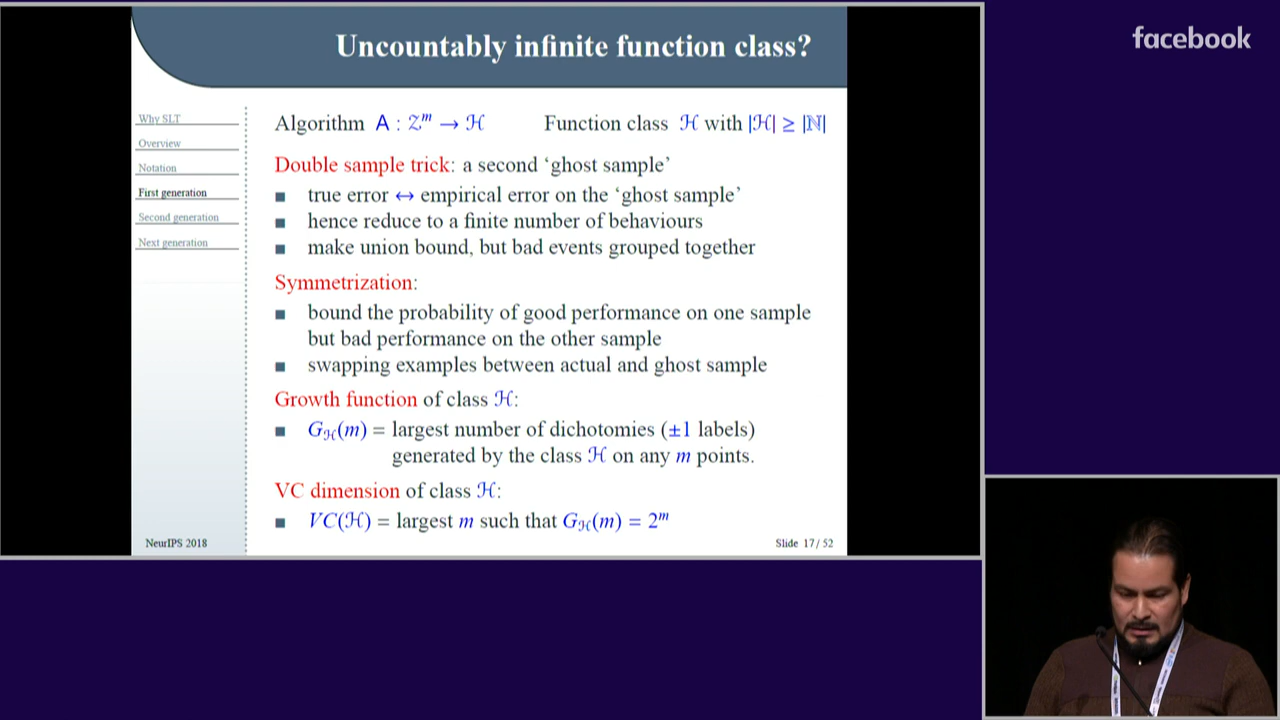 facebook
Uncountably infinite function class?
Why SLT
Overview
Notation
First generation
Second generation
Next generation
Algorithm A : 𝒵ᵐ → ℋ Function class ℋ with |ℋ| ≥ |ℕ|
Double sample trick: a second ‘ghost sample’
■ true error ↔ empirical error on the ‘ghost sample’
■ hence reduce to a finite number of behaviours
■ make union bound, but bad events grouped together
Symmetrization:
■ bound the probability of good performance on one sample
but bad performance on the other sample
■ swapping examples between actual and ghost sample
Growth function of class ℋ:
■ G_ℋ(m) = largest number of dichotomies (±1 labels)
generated by the class ℋ on any m points.
VC dimension of class ℋ:
■ VC(ℋ) = largest m such that G_ℋ(m) = 2ᵐ
NeurIPS 2018
Slide 17/ 52